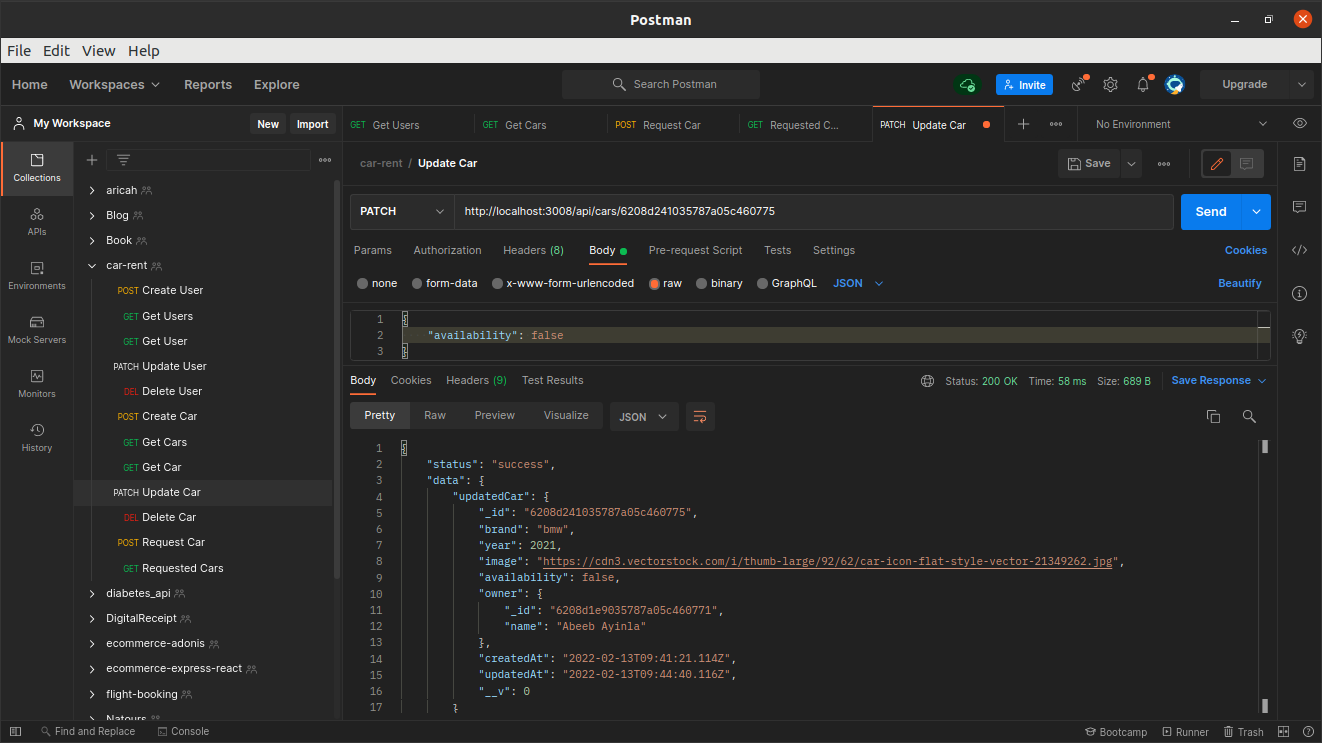 Postman
File Edit View Help
Home Workspaces Reports Explore Search Postman Invite Upgrade
My Workspace New Import
GET Get Users GET Get Cars POST Request Car GET Requested C... PATCH Update Car No Environment
Collections
APIs
Environments
Mock Servers
Monitors
History
aricah
Blog
Book
car-rent
POST Create User
GET Get Users
GET Get User
PATCH Update User
DEL Delete User
POST Create Car
GET Get Cars
GET Get Car
PATCH Update Car
DEL Delete Car
POST Request Car
GET Requested Cars
diabetes_api
DigitalReceipt
ecommerce-adonis
ecommerce-express-react
flight-booking
Natours
car-rent / Update Car Save
PATCH http://localhost:3008/api/cars/6208d241035787a05c460775 Send
Params Authorization Headers (8) Body Pre-request Script Tests Settings Cookies
none form-data x-www-form-urlencoded raw binary GraphQL JSON Beautify
1 {
2 "availability": false
3 }
Body Cookies Headers (9) Test Results Status: 200 OK Time: 58 ms Size: 689 B Save Response
Pretty Raw Preview Visualize JSON
1 {
2 "status": "success",
3 "data": {
4 "updatedCar": {
5 "_id": "6208d241035787a05c460775",
6 "brand": "bmw",
7 "year": 2021,
8 "image": "https://cdn3.vectorstock.com/i/thumb-large/92/62/car-icon-flat-style-vector-21349262.jpg",
9 "availability": false,
10 "owner": {
11 "_id": "6208d1e9035787a05c460771",
12 "name": "Abeeb Ayinla"
13 },
14 "createdAt": "2022-02-13T09:41:21.114Z",
15 "updatedAt": "2022-02-13T09:44:40.116Z",
16 "__v": 0
17 }
Find and Replace Console Bootcamp Runner Trash